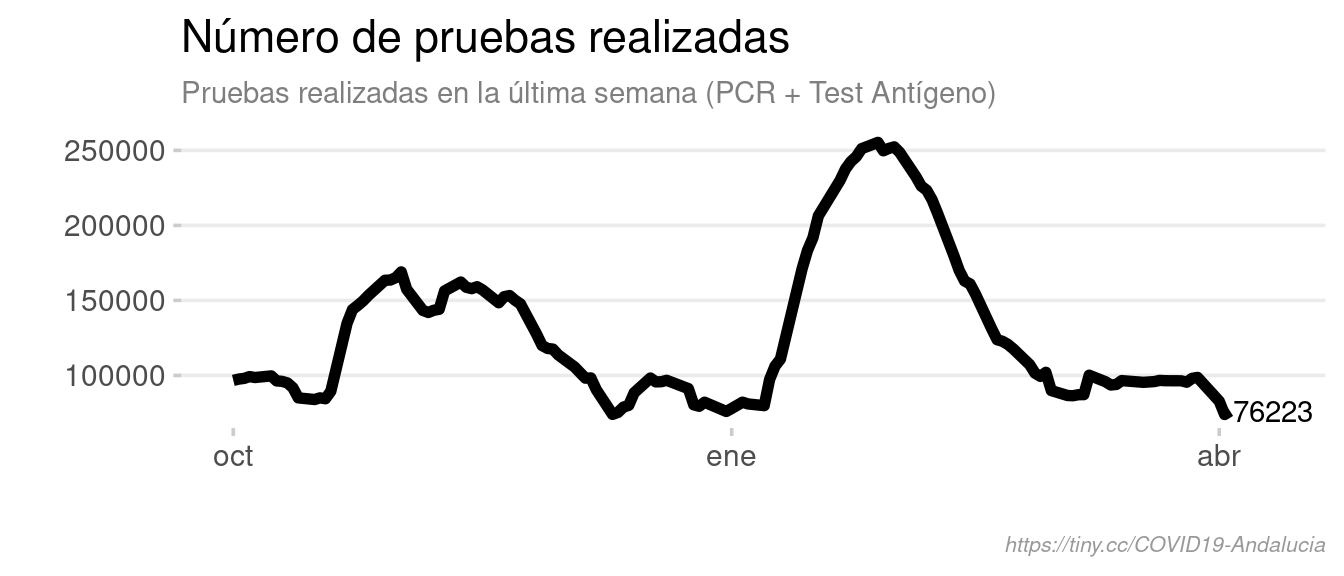 Número de pruebas realizadas
Pruebas realizadas en la última semana (PCR + Test Antígeno)
250000
200000
150000
100000
76223
oct
ene
abr
https://tiny.cc/COVID19-Andalucia